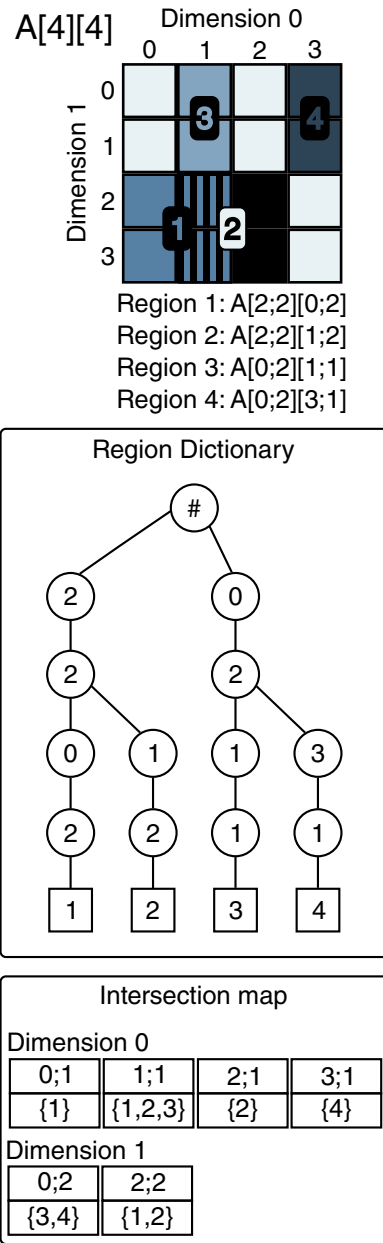 A[4][4]
Dimension 0
0 1 2 3
Dimension 1
0
1
2
3
3
4
1
2
Region 1: A[2;2][0;2]
Region 2: A[2;2][1;2]
Region 3: A[0;2][1;1]
Region 4: A[0;2][3;1]
Region Dictionary
#
2 0
2 2
0 1 1 3
2 2 1 1
1 2 3 4
Intersection map
Dimension 0
0;1 1;1 2;1 3;1
{1} {1,2,3} {2} {4}
Dimension 1
0;2 2;2
{3,4} {1,2}